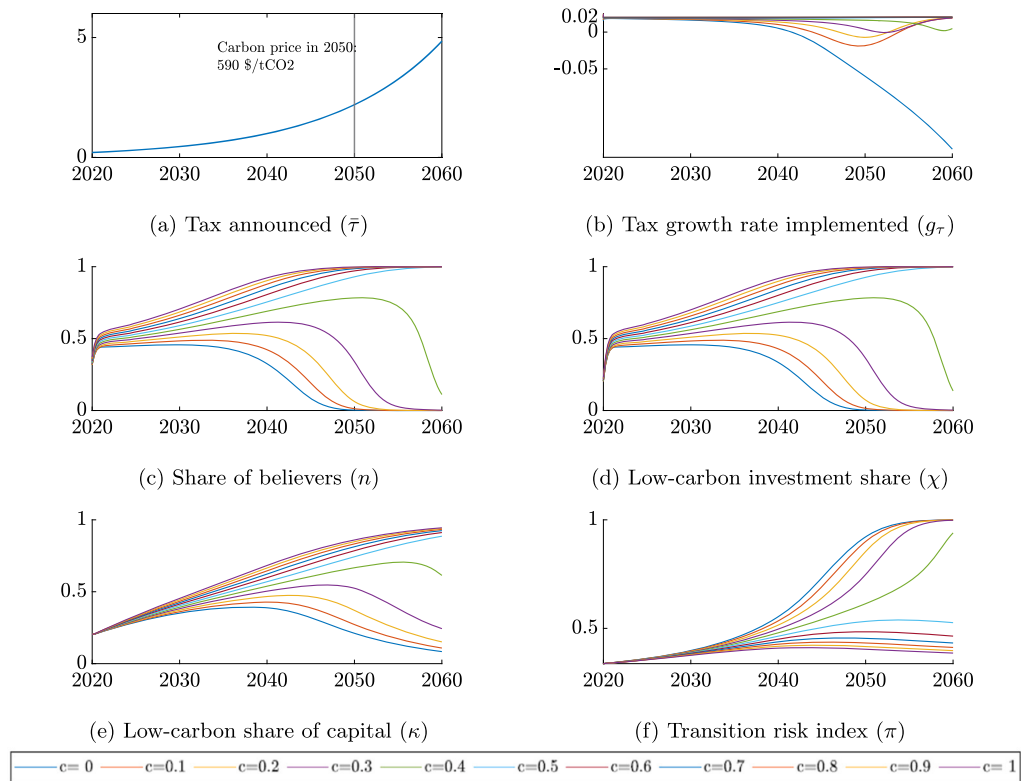 5
0
Carbon price in 2050:
590 $/tCO2
2020 2030 2040 2050 2060
(a) Tax announced (τ̄)
0.02
0
-0.05
2020 2030 2040 2050 2060
(b) Tax growth rate implemented (gτ)
1
0.5
0
2020 2030 2040 2050 2060
(c) Share of believers (n)
1
0.5
0
2020 2030 2040 2050 2060
(d) Low-carbon investment share (χ)
1
0.5
0
2020 2030 2040 2050 2060
(e) Low-carbon share of capital (κ)
1
0.5
2020 2030 2040 2050 2060
(f) Transition risk index (π)
c= 0 c=0.1 c=0.2 c=0.3 c=0.4 c=0.5 c=0.6 c=0.7 c=0.8 c=0.9 c= 1